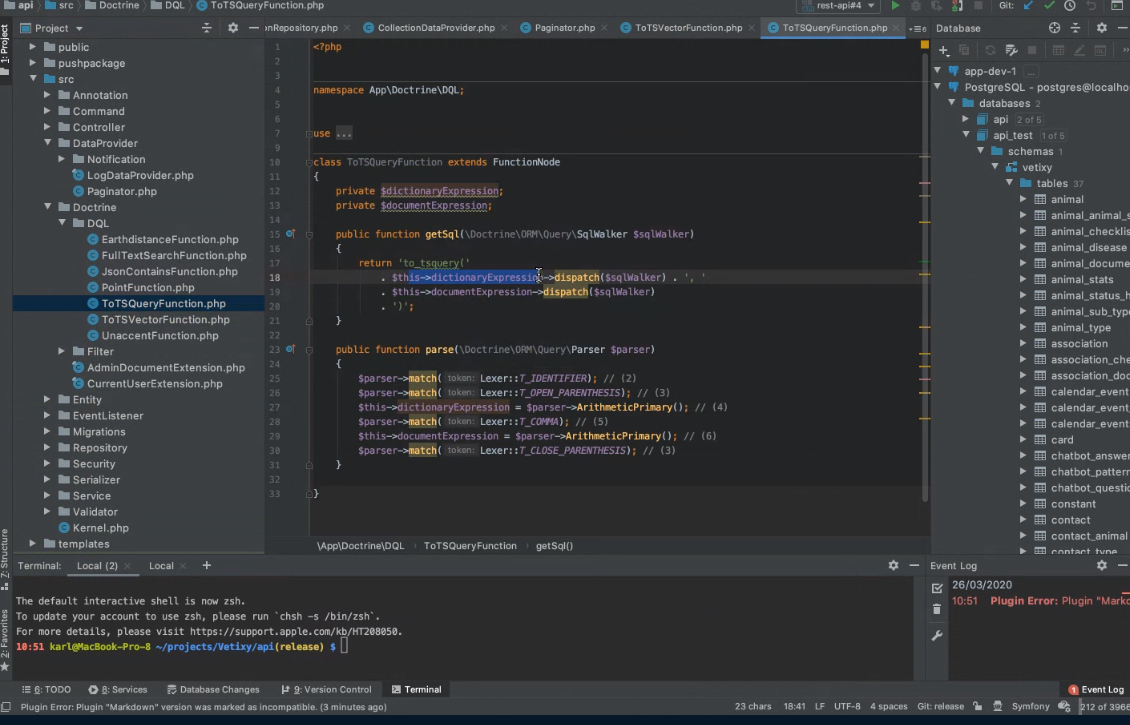 api
src
Doctrine
DQL
ToTSQueryFunction.php
rest-api#4
Git:
Project
nRepository.php
CollectionDataProvider.php
Paginator.php
ToTSVectorFunction.php
ToTSQueryFunction.php
Database
1: Project
public
pushpackage
src
Annotation
Command
Controller
DataProvider
Notification
LogDataProvider.php
Paginator.php
Doctrine
DQL
EarthdistanceFunction.php
FullTextSearchFunction.php
JsonContainsFunction.php
PointFunction.php
ToTSQueryFunction.php
ToTSVectorFunction.php
UnaccentFunction.php
Filter
AdminDocumentExtension.php
CurrentUserExtension.php
Entity
EventListener
Migrations
Repository
Security
Serializer
Service
Validator
Kernel.php
templates
1 <?php
2
3
4 namespace App\Doctrine\DQL;
5
6
7 use ...
9
10 class ToTSQueryFunction extends FunctionNode
11 {
12 private $dictionaryExpression;
13 private $documentExpression;
14
15 public function getSql(\Doctrine\ORM\Query\SqlWalker $sqlWalker)
16 {
17 return 'to_tsquery('
18 . $this->dictionaryExpression->dispatch($sqlWalker) . ', '
19 . $this->documentExpression->dispatch($sqlWalker)
20 . ')';
21 }
22
23 public function parse(\Doctrine\ORM\Query\Parser $parser)
24 {
25 $parser->match( token: Lexer::T_IDENTIFIER); // (2)
26 $parser->match( token: Lexer::T_OPEN_PARENTHESIS); // (3)
27 $this->dictionaryExpression = $parser->ArithmeticPrimary(); // (4)
28 $parser->match( token: Lexer::T_COMMA); // (5)
29 $this->documentExpression = $parser->ArithmeticPrimary(); // (6)
30 $parser->match( token: Lexer::T_CLOSE_PARENTHESIS); // (3)
31 }
32
33 }
\App\Doctrine\DQL
ToTSQueryFunction
getSql()
app-dev-1 ...
PostgreSQL - postgres@localho
databases 2
api 2 of 5
api_test 1 of 5
schemas 1
vetixy
tables 37
animal
animal_animal_s
animal_checklis
animal_disease
animal_docume
animal_status_h
animal_sub_type
animal_type
association
association_che
association_doc
calendar_event
calendar_event_
card
chatbot_answe
chatbot_pattern
chatbot_questio
constant
contact
contact_animal
contact_type
Terminal:
Local (2)
Local
+
The default interactive shell is now zsh.
To update your account to use zsh, please run `chsh -s /bin/zsh`.
For more details, please visit https://support.apple.com/kb/HT208050.
10:51 karl@MacBook-Pro-8 ~/projects/Vetixy/api(release) $
Event Log
26/03/2020
10:51 Plugin Error: Plugin "Marko
Z: Structure
2: Favorites
6: TODO
8: Services
Database Changes
9: Version Control
Terminal
1 Event Log
Plugin Error: Plugin "Markdown" version was marked as incompatible. (3 minutes ago)
23 chars
18:41
LF
UTF-8
4 spaces
Git: release
Symfony
212 of 3966